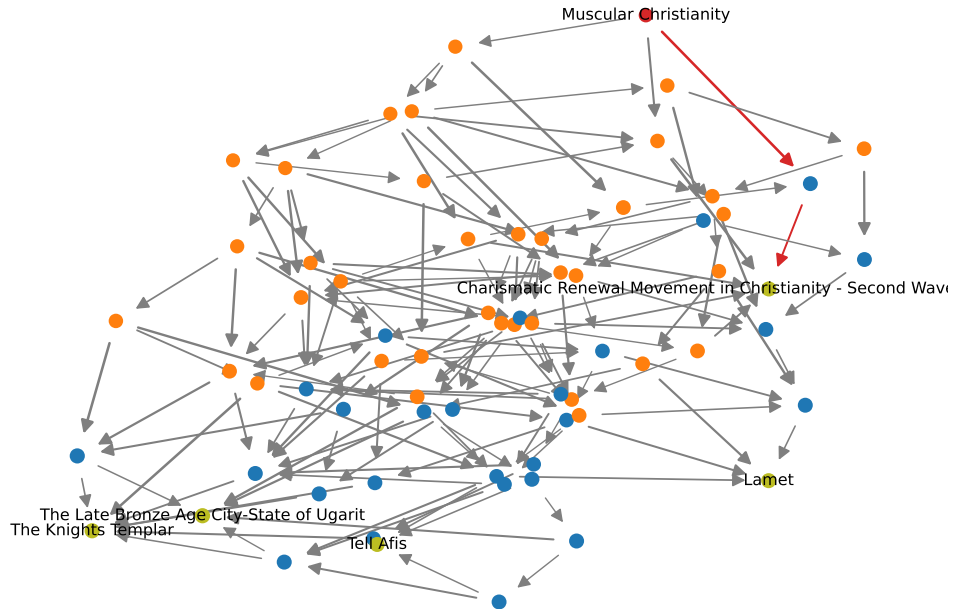 Muscular Christianity
Charismatic Renewal Movement in Christianity - Second Wave
Lamet
The Late Bronze Age City-State of Ugarit
The Knights Templar
Tell Afis